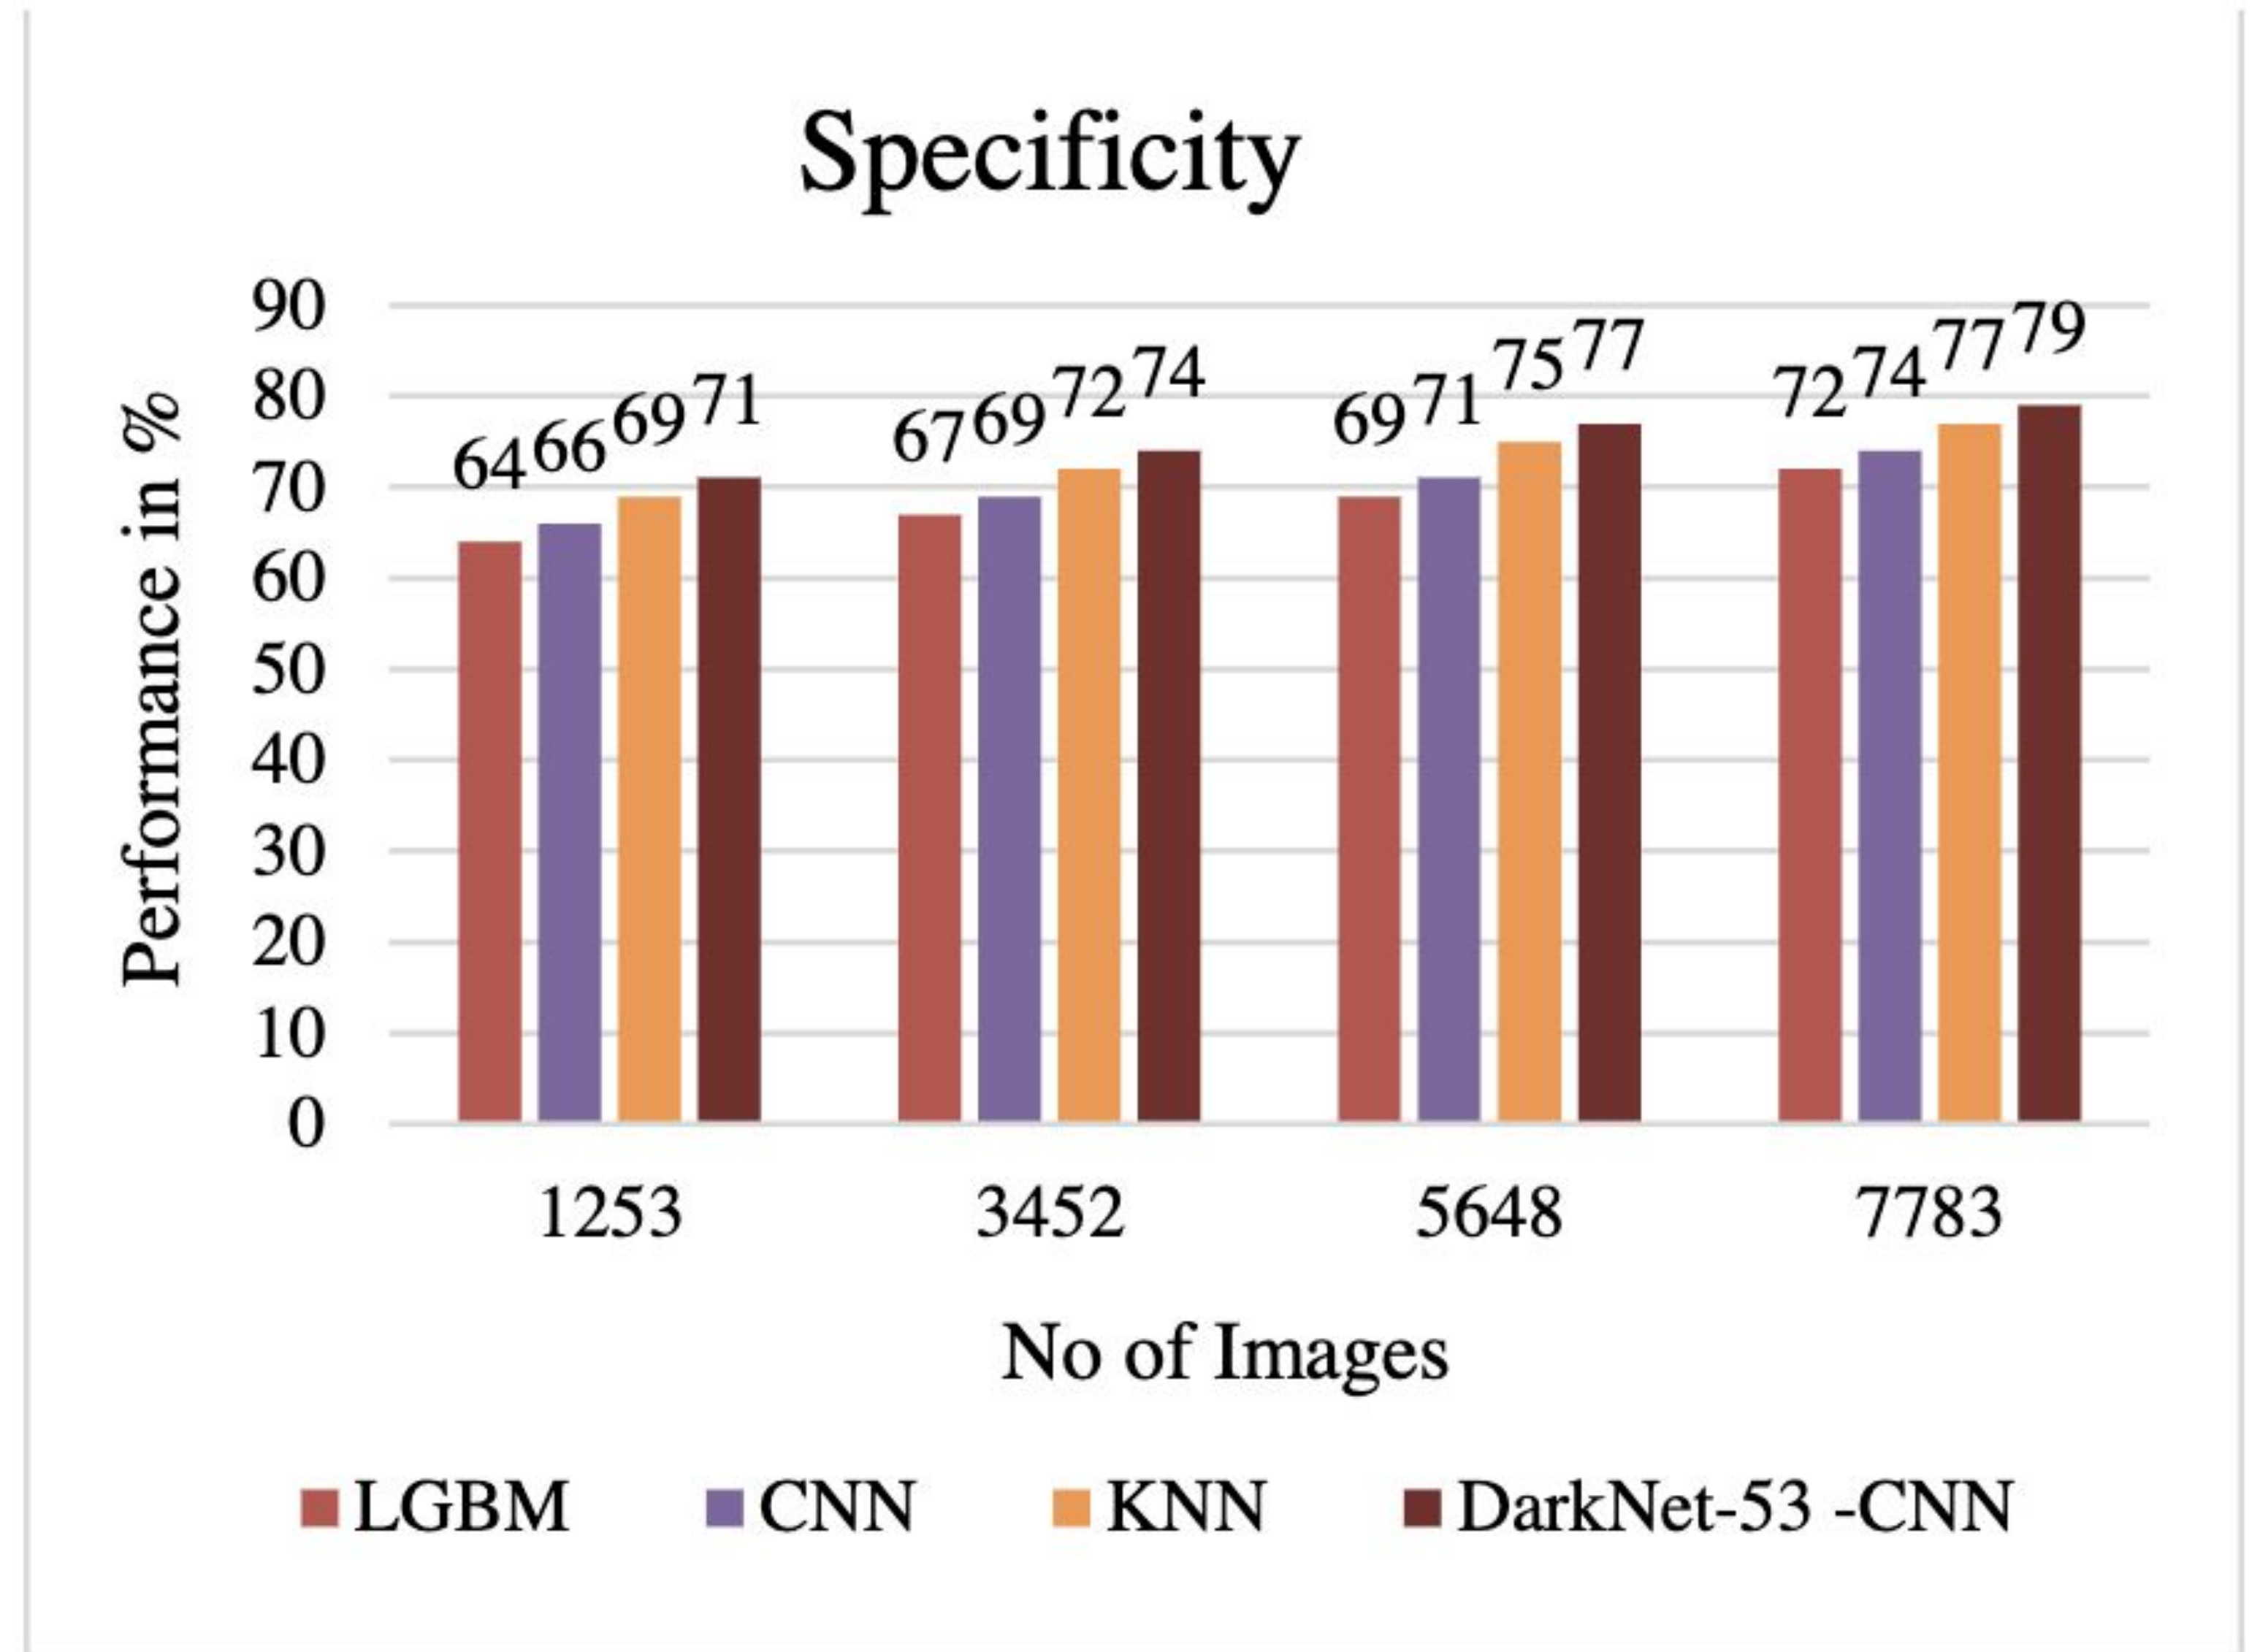 Specificity
Performance in %
90
80
70
60
50
40
30
20
10
0
64 66 69 71
67 69 72 74
69 71 75 77
72 74 77 79
1253 3452 5648 7783
No of Images
LGBM CNN KNN DarkNet-53 -CNN